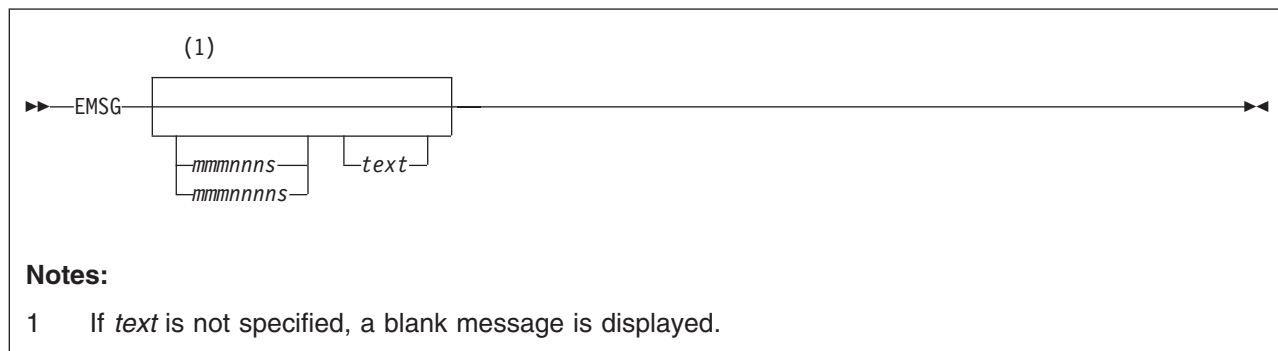 (1)
EMSG
mmmnnns text
mmmnnnns
Notes:
1 If text is not specified, a blank message is displayed.